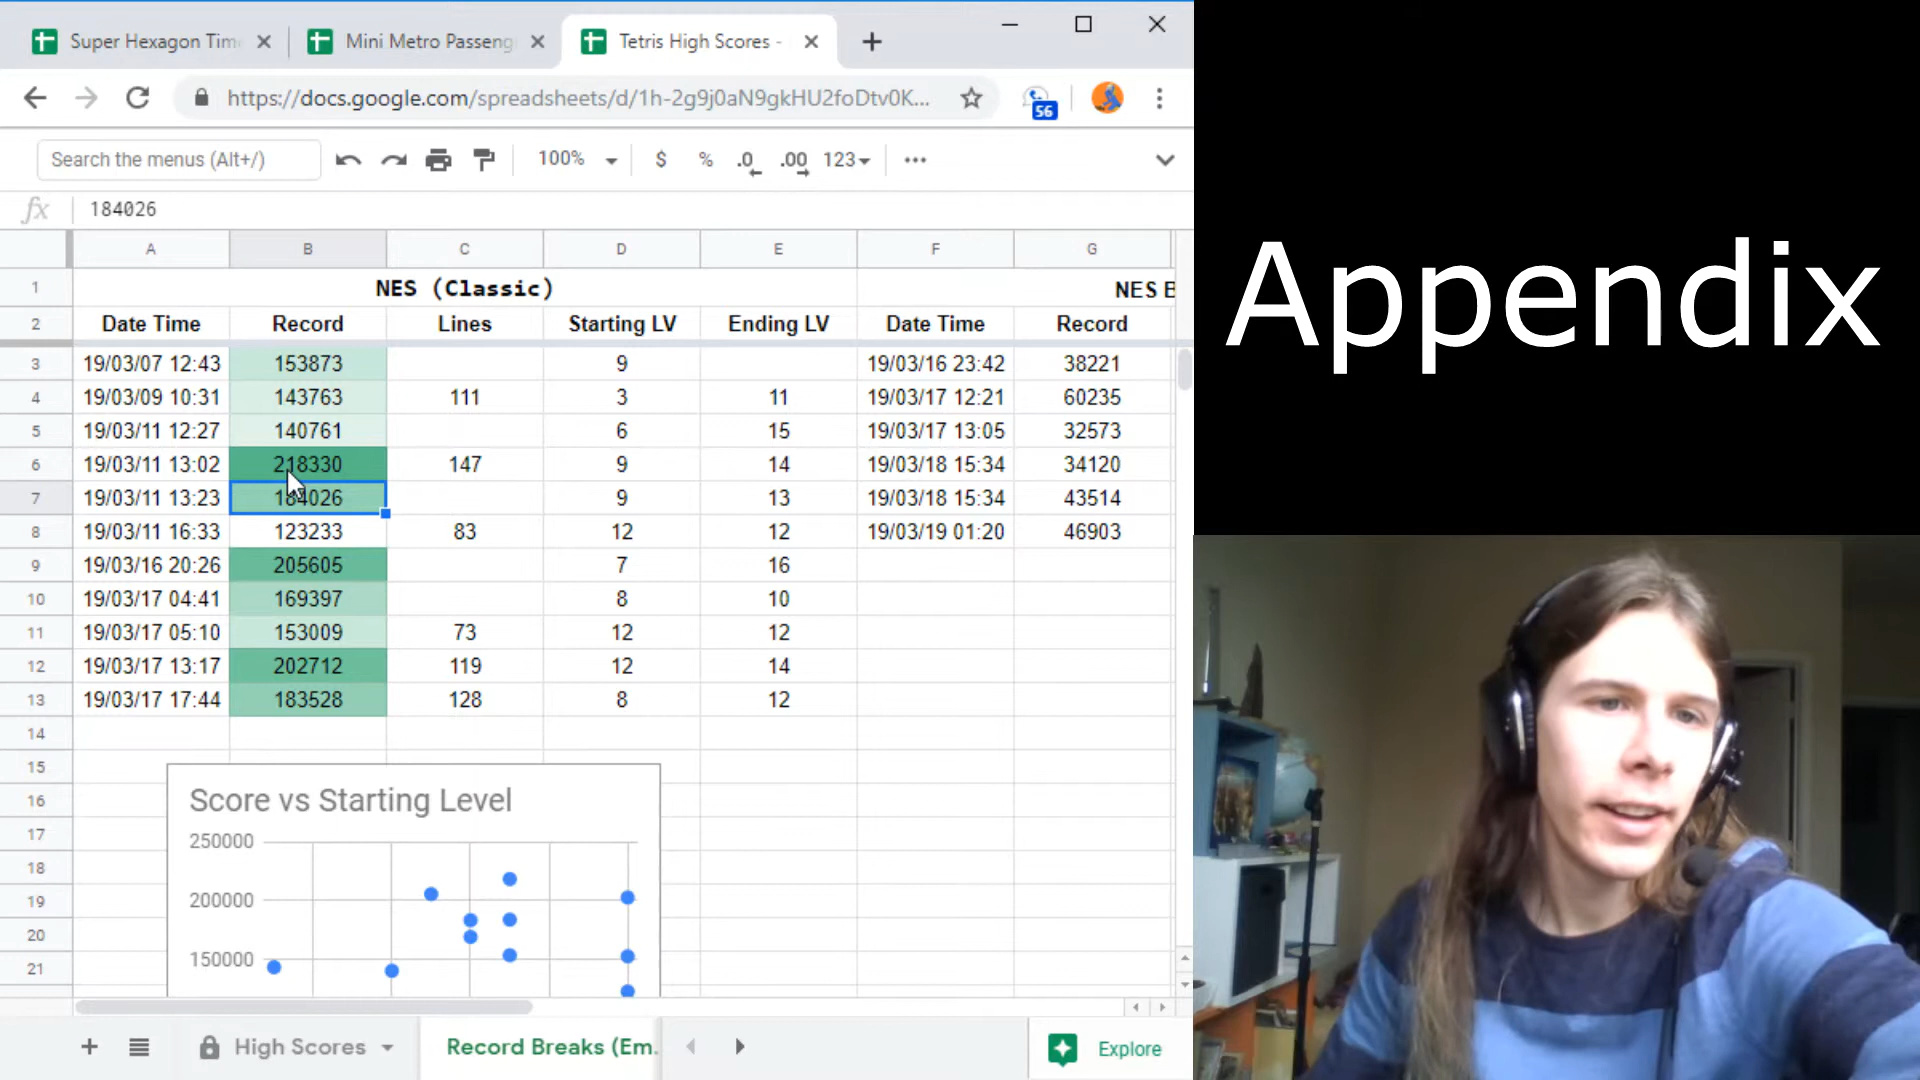 Super Hexagon Tim
Mini Metro Passeng
Tetris High Scores -
https://docs.google.com/spreadsheets/d/1h-2g9j0aN9gkHU2foDtv0K...
56
Search the menus (Alt+/)
100% $ % .0 .00 123 ...
fx 184026
A B C D E F G
1 NES (Classic) NES B
2 Date Time Record Lines Starting LV Ending LV Date Time Record
3 19/03/07 12:43 153873 9 19/03/16 23:42 38221
4 19/03/09 10:31 143763 111 3 11 19/03/17 12:21 60235
5 19/03/11 12:27 140761 6 15 19/03/17 13:05 32573
6 19/03/11 13:02 218330 147 9 14 19/03/18 15:34 34120
7 19/03/11 13:23 184026 9 13 19/03/18 15:34 43514
8 19/03/11 16:33 123233 83 12 12 19/03/19 01:20 46903
9 19/03/16 20:26 205605 7 16
10 19/03/17 04:41 169397 8 10
11 19/03/17 05:10 153009 73 12 12
12 19/03/17 13:17 202712 119 12 14
13 19/03/17 17:44 183528 128 8 12
14
15
16
17
18
19
20
21
Score vs Starting Level
250000
200000
150000
High Scores
Record Breaks (Em.
Explore
Appendix